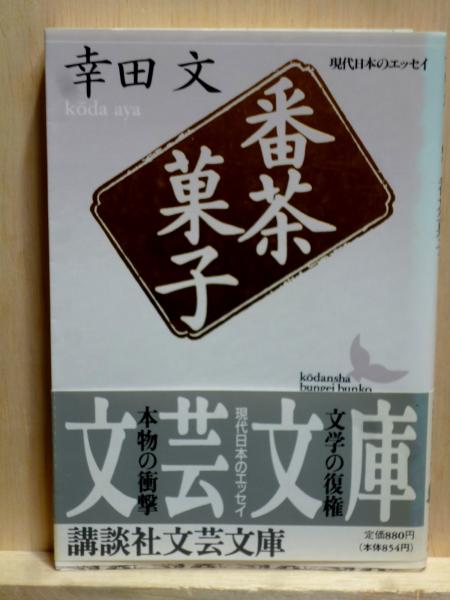 現代日本のエッセイ
幸田 文
kōda aya
番茶
菓子
kōdansha
bungei bunko
文芸文庫
文学の復権
現代日本のエッセイ
本物の衝撃
講談社文芸文庫
定価880円
(本体854円)